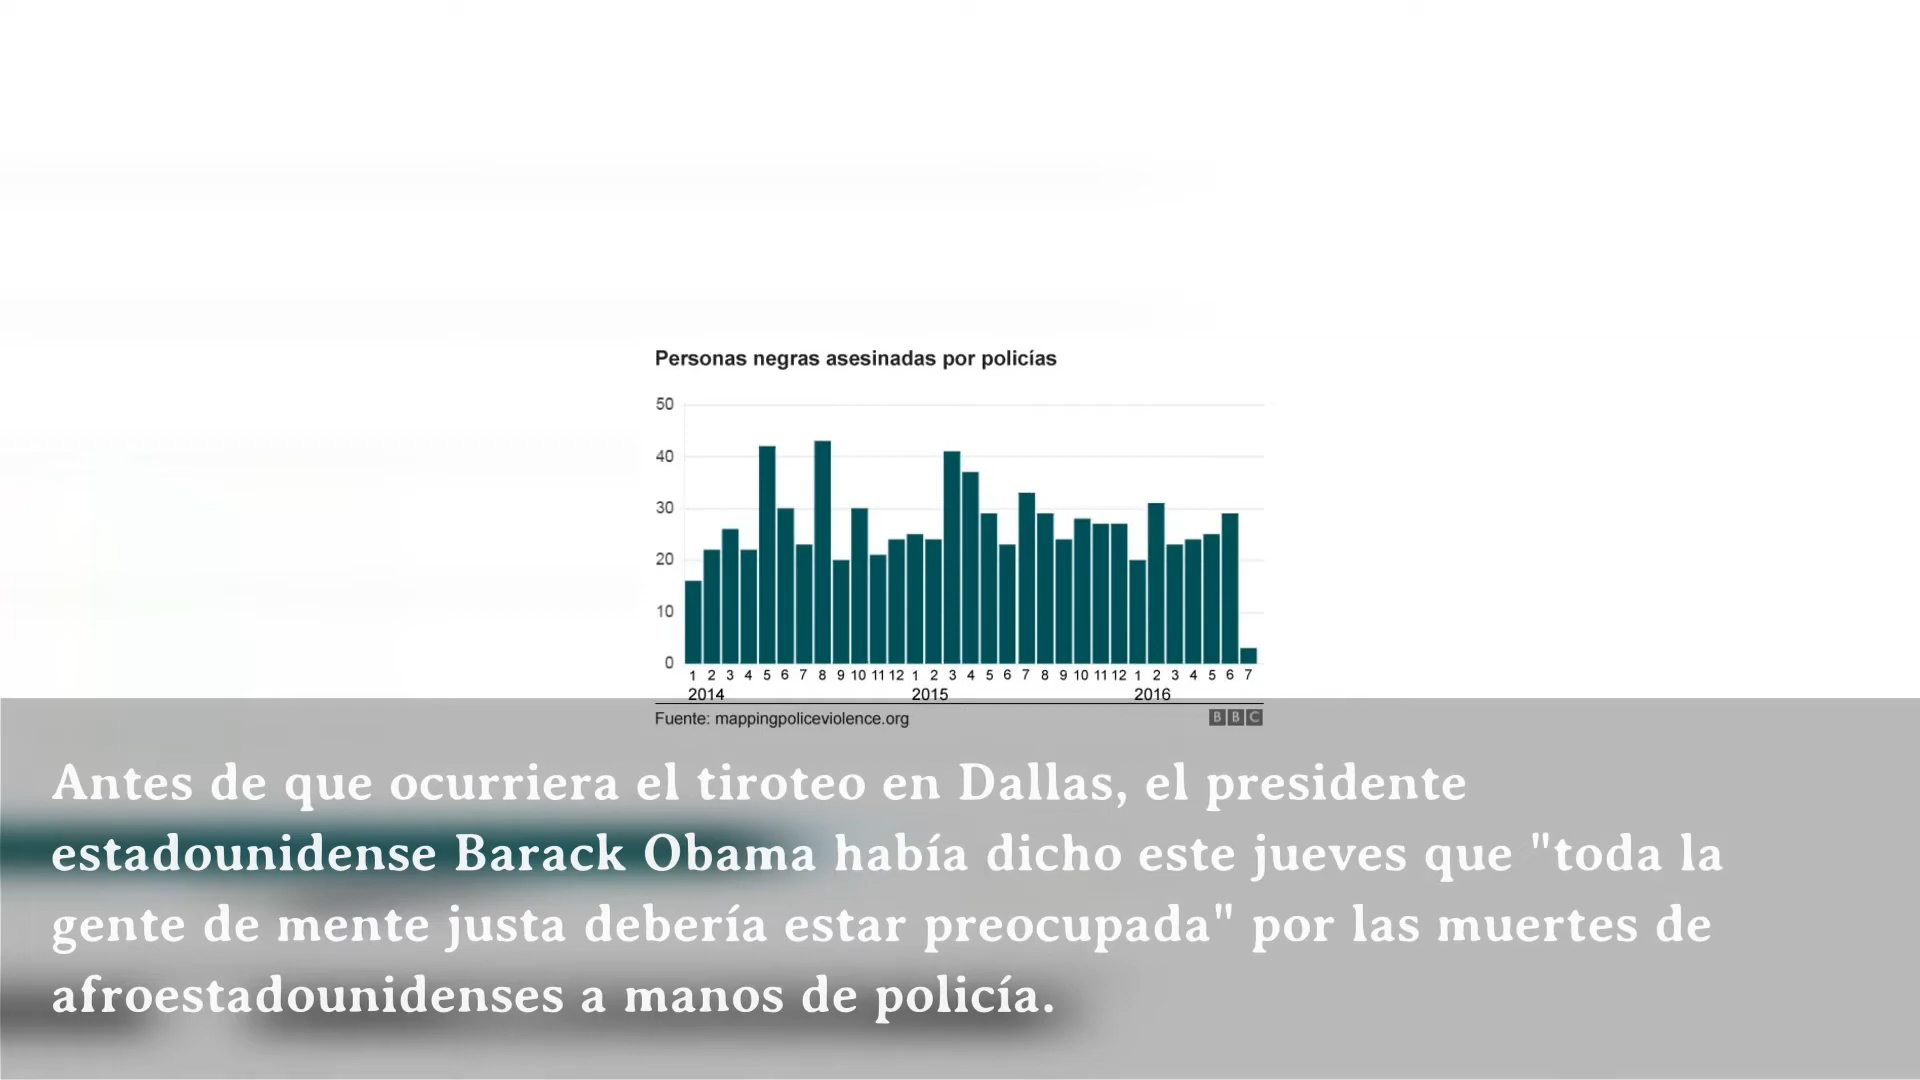 Personas negras asesinadas por policías
50
40
30
20
10
0
1 2 3 4 5 6 7 8 9 10 11 12 1 2 3 4 5 6 7 8 9 10 11 12 1 2 3 4 5 6 7
2014 2015 2016
Fuente: mappingpoliceviolence.org BBC
Antes de que ocurriera el tiroteo en Dallas, el presidente
estadounidense Barack Obama había dicho este jueves que "toda la
gente de mente justa debería estar preocupada" por las muertes de
afroestadounidenses a manos de policía.